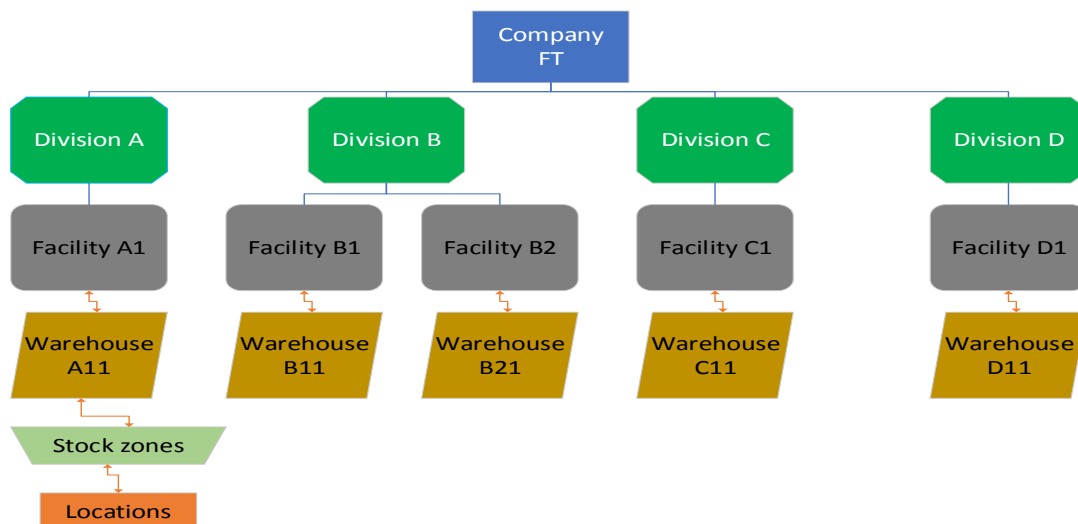 Company
FT
Division A
Division B
Division C
Division D
Facility A1
Facility B1
Facility B2
Facility C1
Facility D1
Warehouse
A11
Warehouse
B11
Warehouse
B21
Warehouse
C11
Warehouse
D11
Stock zones
Locations